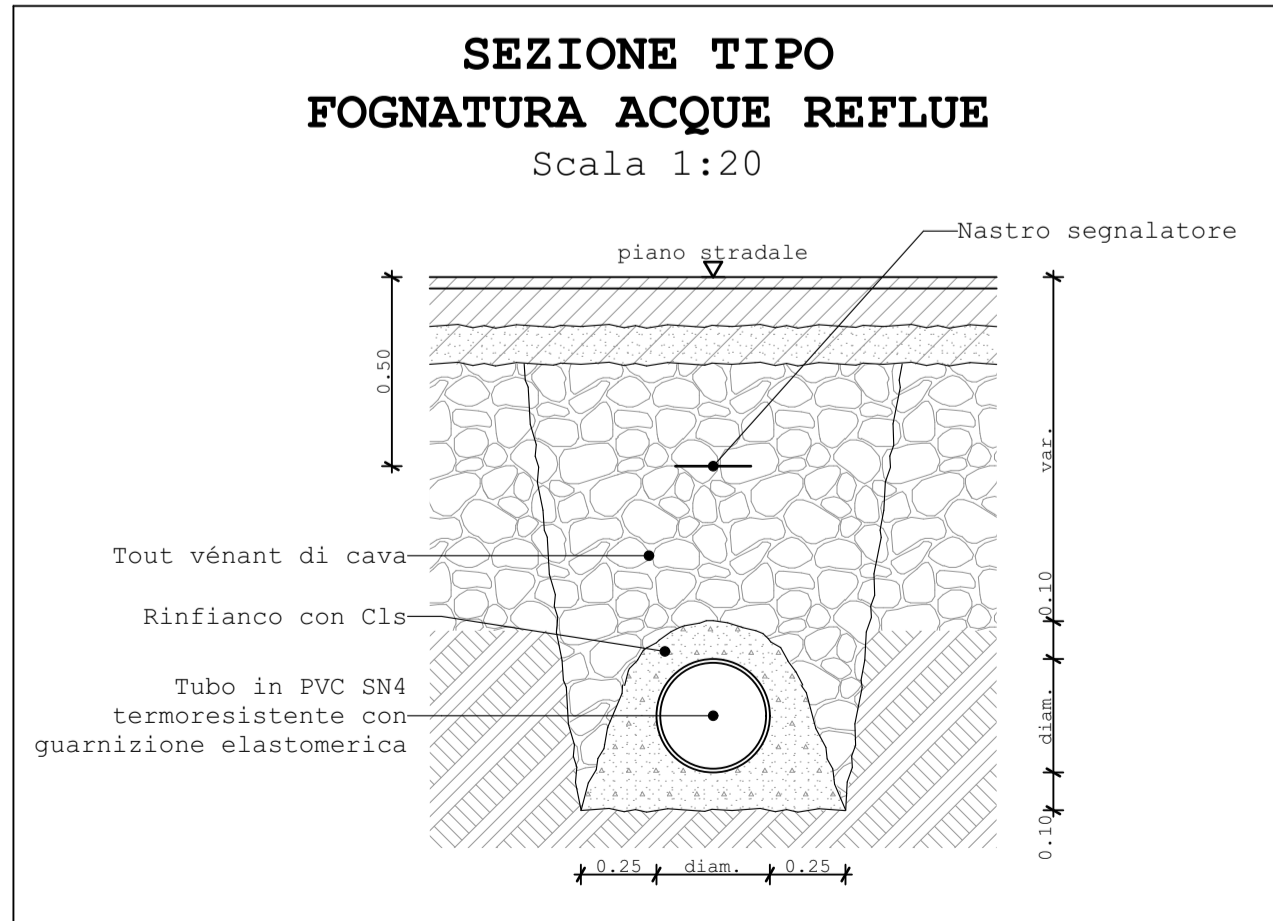 SEZIONE TIPO
FOGNATURA ACQUE REFLUE
Scala 1:20
Nastro segnalatore
piano stradale
0.50
var.
Tout vénant di cava
0.10
Rinfianco con Cls
Tubo in PVC SN4
termoresistente con
guarnizione elastomerica
diam.
0.10
0.25
diam.
0.25